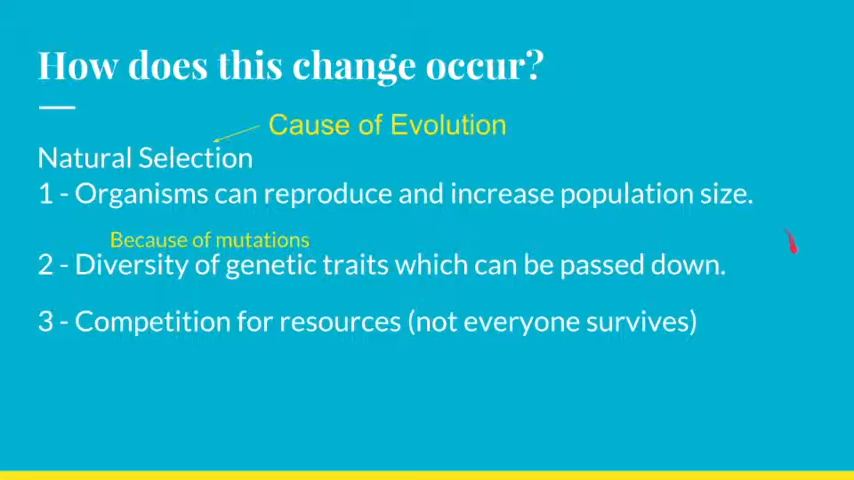 How does this change occur?
Cause of Evolution
Natural Selection
1 - Organisms can reproduce and increase population size.
Because of mutations
2 - Diversity of genetic traits which can be passed down.
3 - Competition for resources (not everyone survives)